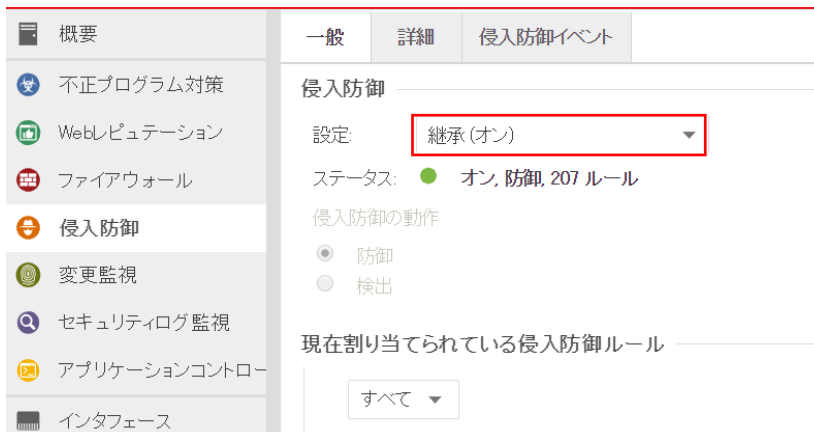 概要
不正プログラム対策
Webレピュテーション
ファイアウォール
侵入防御
変更監視
セキュリティログ監視
アプリケーションコントロー
インタフェース
一般 詳細 侵入防御イベント
侵入防御
設定: 継承(オン)
ステータス: オン, 防御, 207 ルール
侵入防御の動作
防御
検出
現在割り当てられている侵入防御ルール
すべて